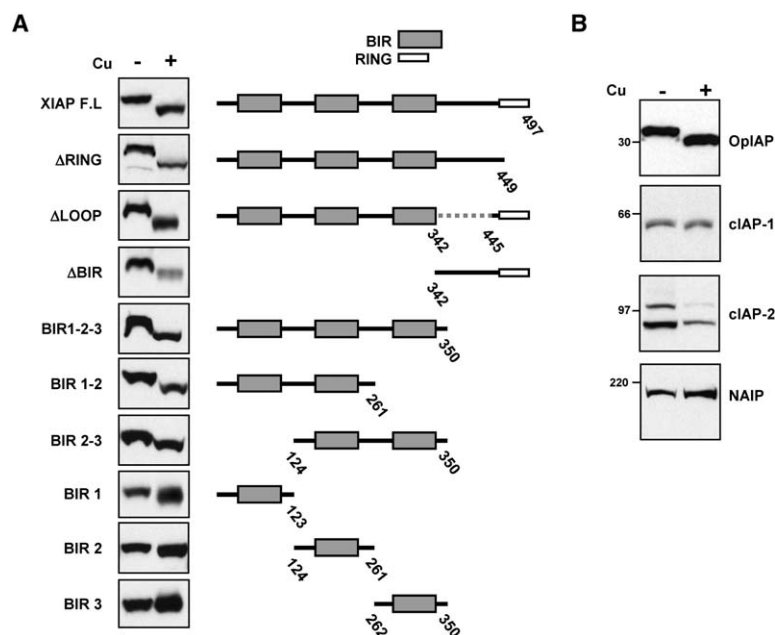 A
B
BIR
RING
Cu - +
XIAP F.L
497
ΔRING
449
ΔLOOP
342 445
ΔBIR
342
BIR1-2-3
350
BIR 1-2
261
BIR 2-3
124 350
BIR 1
123
BIR 2
124 261
BIR 3
262 350
Cu - +
30 OpIAP
66 cIAP-1
97 cIAP-2
220 NAIP